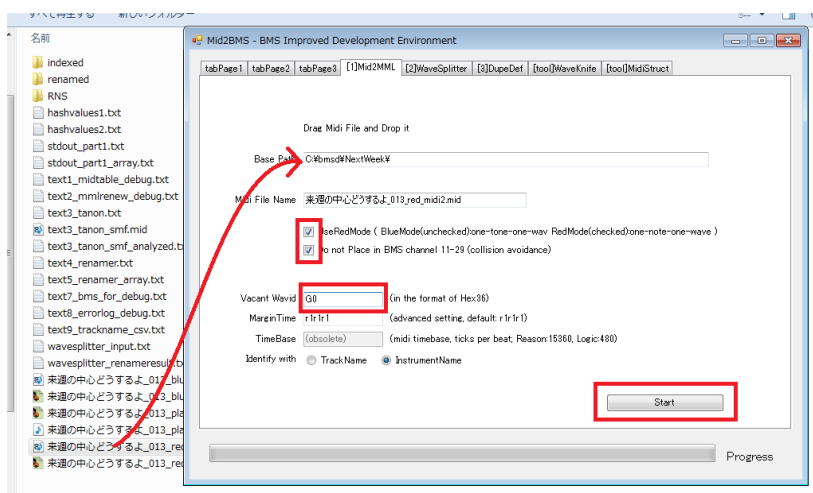 すべて再生する 新しいフォルダー
名前
indexed
renamed
RNS
hashvalues1.txt
hashvalues2.txt
stdout_part1.txt
stdout_part1_array.txt
text1_midtable_debug.txt
text2_mmlrenew_debug.txt
text3_tanon.txt
text3_tanon_smf.mid
text3_tanon_smf_analyzed.t
text4_renamer.txt
text5_renamer_array.txt
text7_bms_for_debug.txt
text8_errorlog_debug.txt
text9_trackname_csv.txt
wavesplitter_input.txt
wavesplitter_renameresult.t
来週の中心どうするよ_013_blu
来週の中心どうするよ_013_blu
来週の中心どうするよ_013_pla
来週の中心どうするよ_013_pla
来週の中心どうするよ_013_red
来週の中心どうするよ_013_red
Mid2BMS - BMS Improved Development Environment
tabPage1 tabPage2 tabPage3 [1]Mid2MML [2]WaveSplitter [3]DupeDef [tool]WaveKnife [tool]MidiStruct
Drag Midi File and Drop it
Base Path C:¥bmsd¥NextWeek¥
Midi File Name 来週の中心どうするよ_013_red_midi2.mid
UseRedMode ( BlueMode(unchecked):one-tone-one-wav RedMode(checked):one-note-one-wave )
Do not Place in BMS channel 11-29 (collision avoidance)
Vacant Wavid G0 (in the format of Hex36)
MarginTime r1r1r1 (advanced setting, default: r1r1r1)
TimeBase (obsolete) (midi timebase, ticks per beat; Reason:15360, Logic:480)
Identify with TrackName InstrumentName
Start
Progress